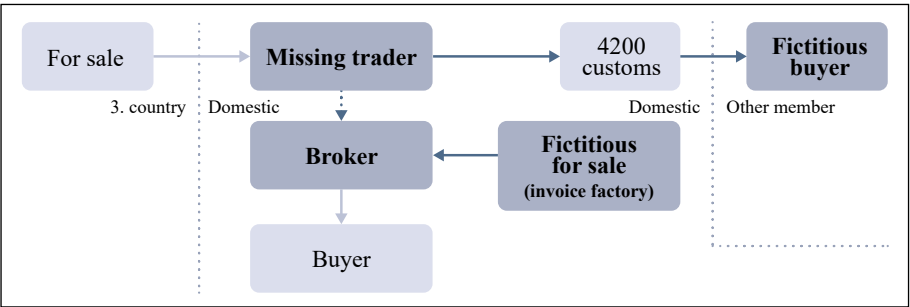 For sale
Missing trader
4200
customs
Fictitious
buyer
3. country
Domestic
Domestic
Other member
Broker
Fictitious
for sale
(invoice factory)
Buyer